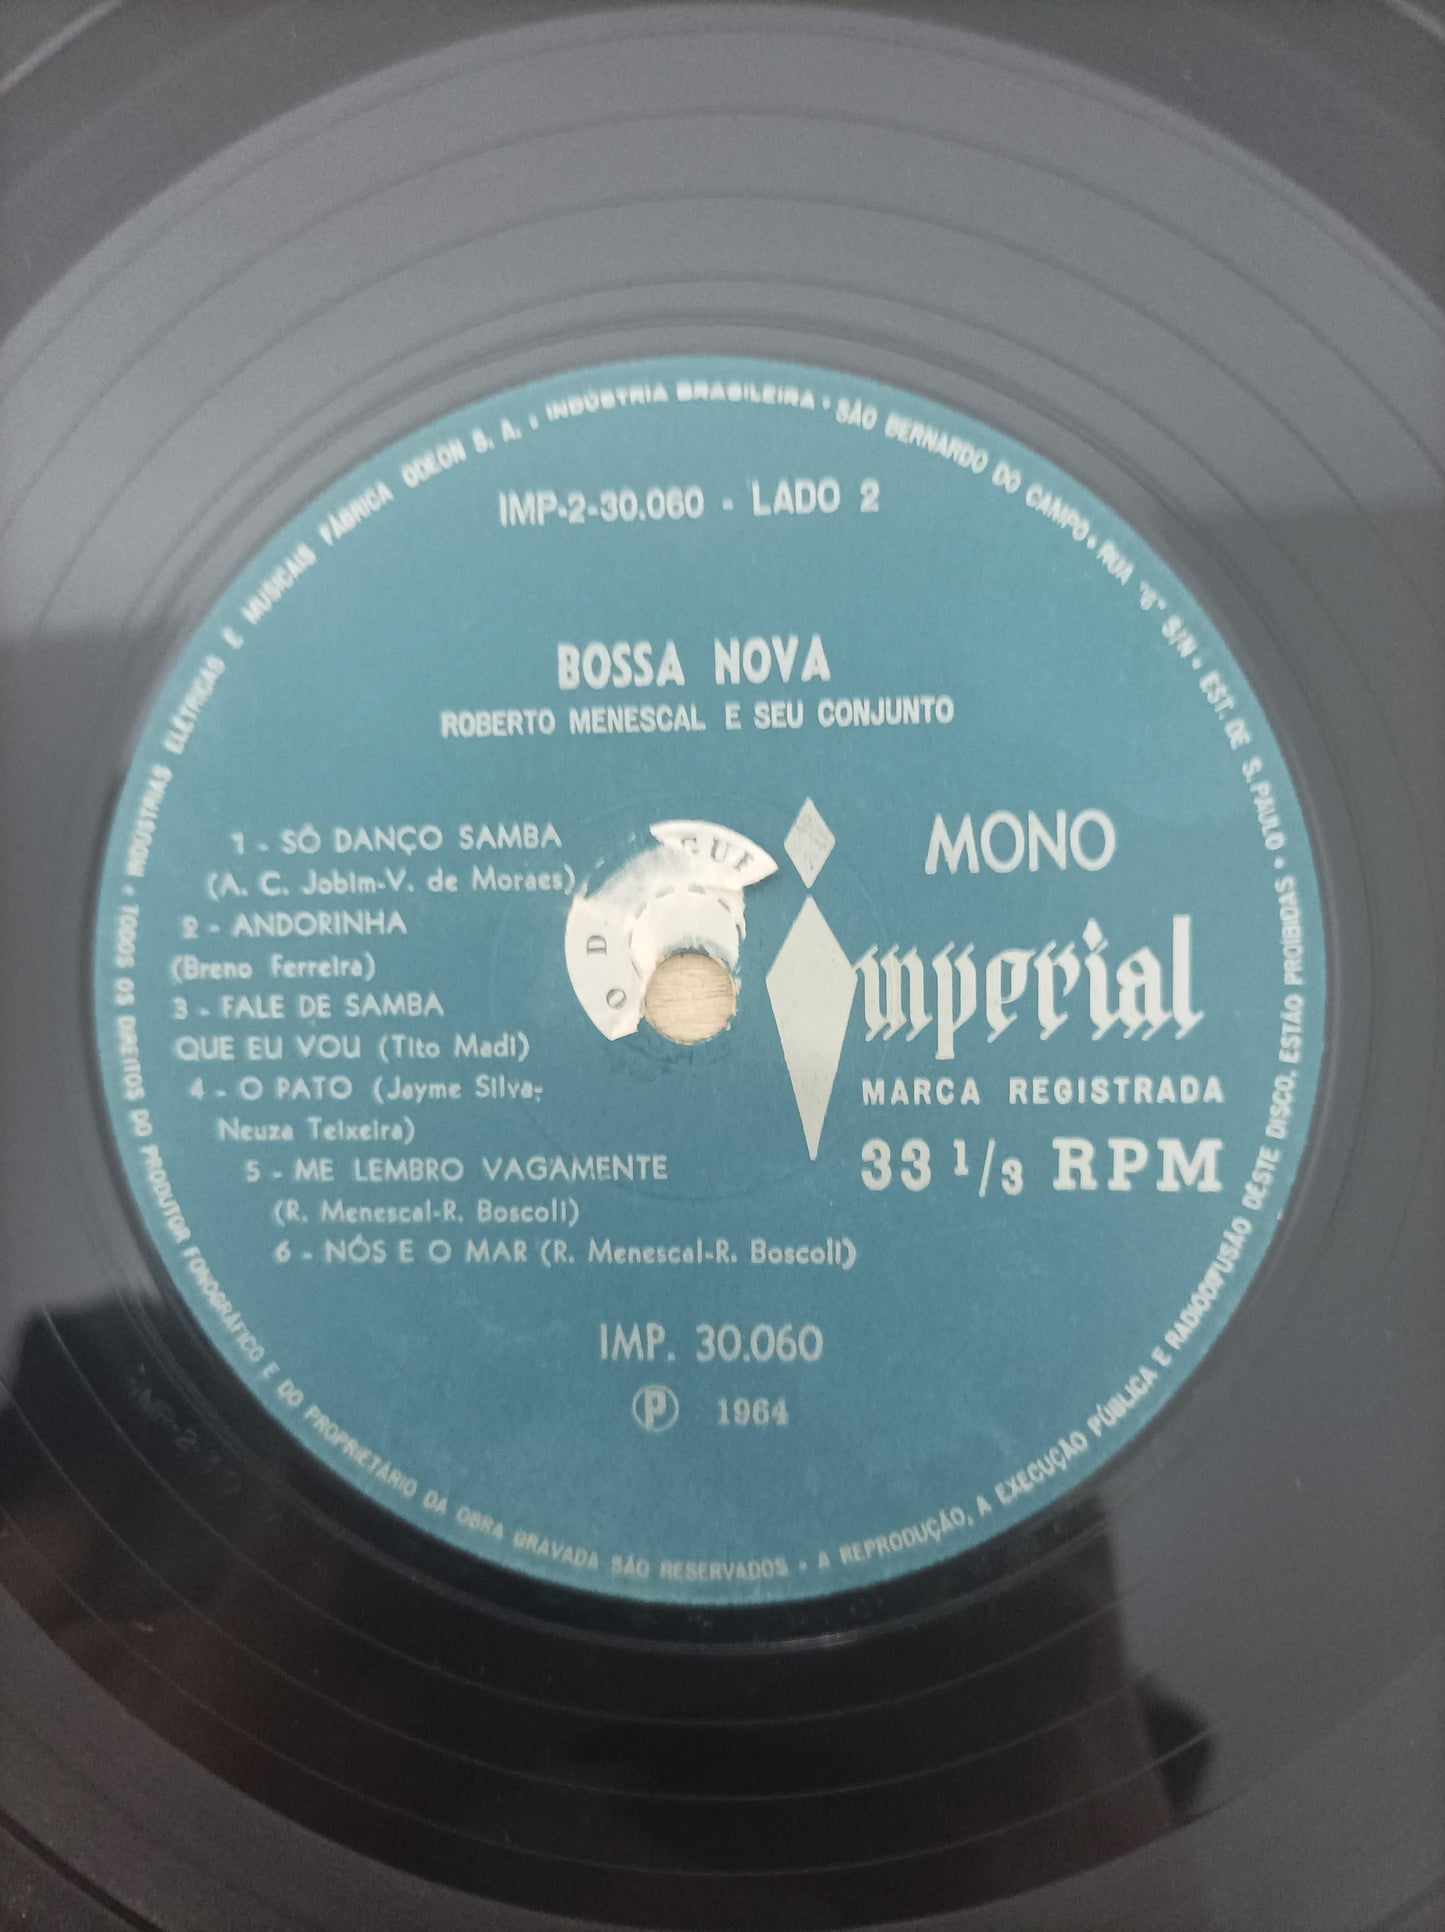 INDÚSTRIAS ELÉTRICAS E MUSICAIS FÁBRICA ODEON S. A. • INDÚSTRIA BRASILEIRA • SÃO BERNARDO DO CAMPO • RUA "S/N • EST. DE S. PAULO •
TODOS OS DIREITOS DO PRODUTOR FONOGRÁFICO E DO PROPRIETÁRIO DA OBRA GRAVADA SÃO RESERVADOS - A REPRODUÇÃO, A EXECUÇÃO PÚBLICA E RADIODIFUSÃO DESTE DISCO, ESTÃO PROIBIDAS
IMP-2-30.060 - LADO 2
BOSSA NOVA
ROBERTO MENESCAL E SEU CONJUNTO
1 - SÓ DANÇO SAMBA
(A. C. Jobim-V. de Moraes)
2 - ANDORINHA
(Breno Ferreira)
3 - FALE DE SAMBA
QUE EU VOU (Tito Madi)
4 - O PATO (Jayme Silva-
Neuza Teixeira)
5 - ME LEMBRO VAGAMENTE
(R. Menescal-R. Boscoli)
6 - NÓS E O MAR (R. Menescal-R. Boscoli)
MONO
Imperial
MARCA REGISTRADA
33 1/3 RPM
IMP. 30.060
Ⓟ 1964